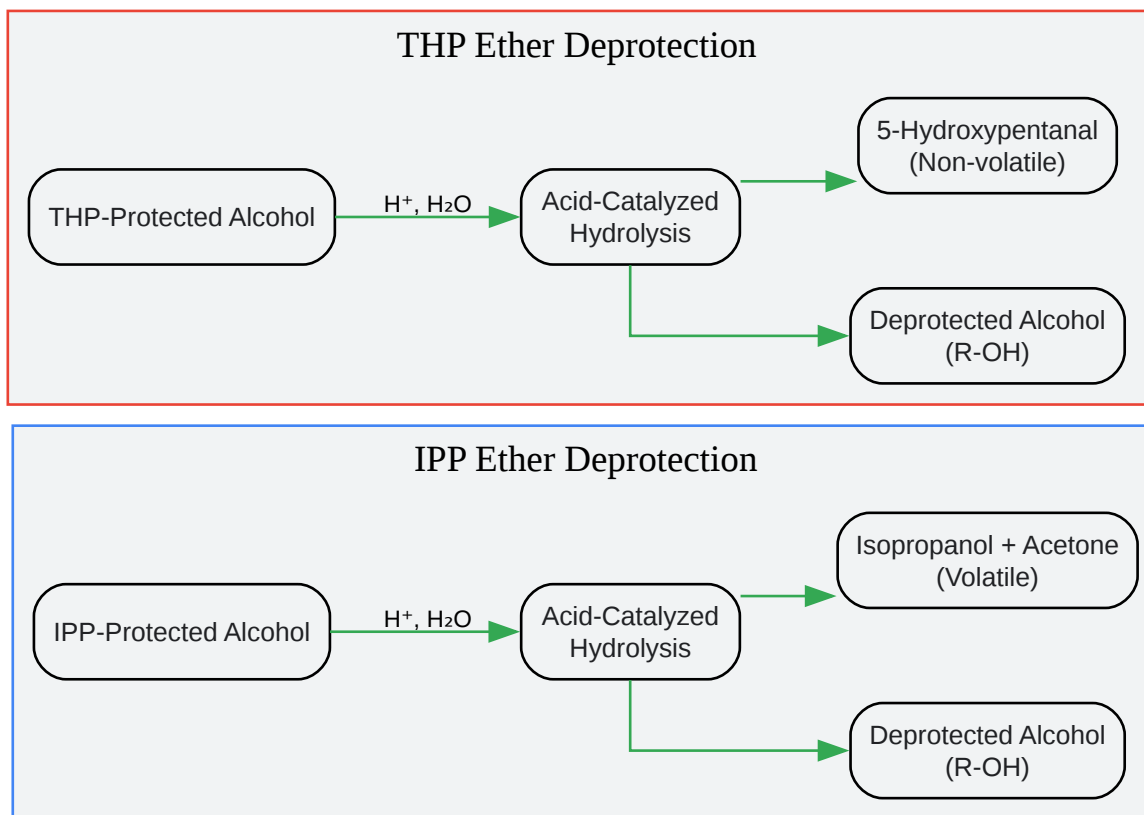 THP Ether Deprotection
THP-Protected Alcohol
H⁺, H₂O
Acid-Catalyzed
Hydrolysis
5-Hydroxypentanal
(Non-volatile)
Deprotected Alcohol
(R-OH)
IPP Ether Deprotection
IPP-Protected Alcohol
H⁺, H₂O
Acid-Catalyzed
Hydrolysis
Isopropanol + Acetone
(Volatile)
Deprotected Alcohol
(R-OH)